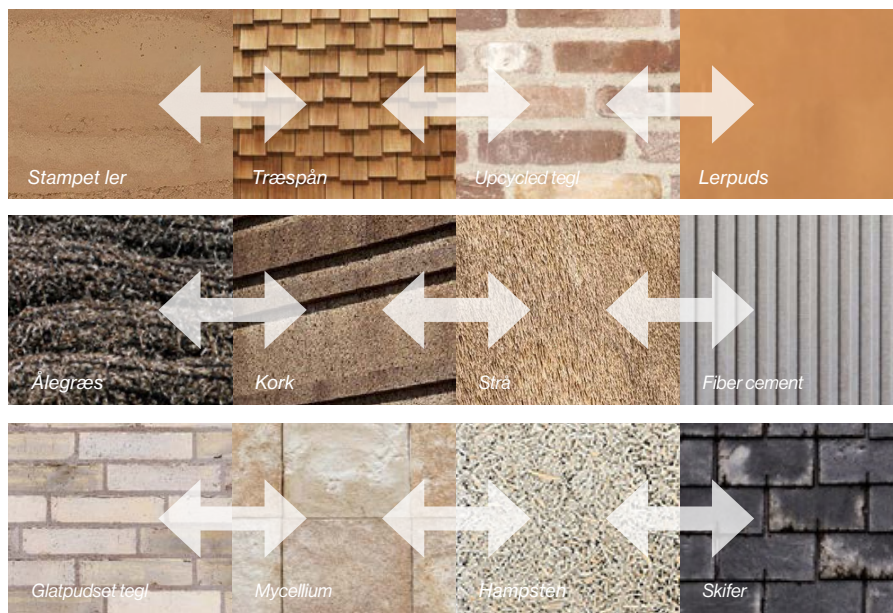 Stampet ler
Træspån
Upcycled tegl
Lerpuds
Ålegræs
Kork
Strå
Fiber cement
Glatpudset tegl
Mycellium
Hampsten
Skifer